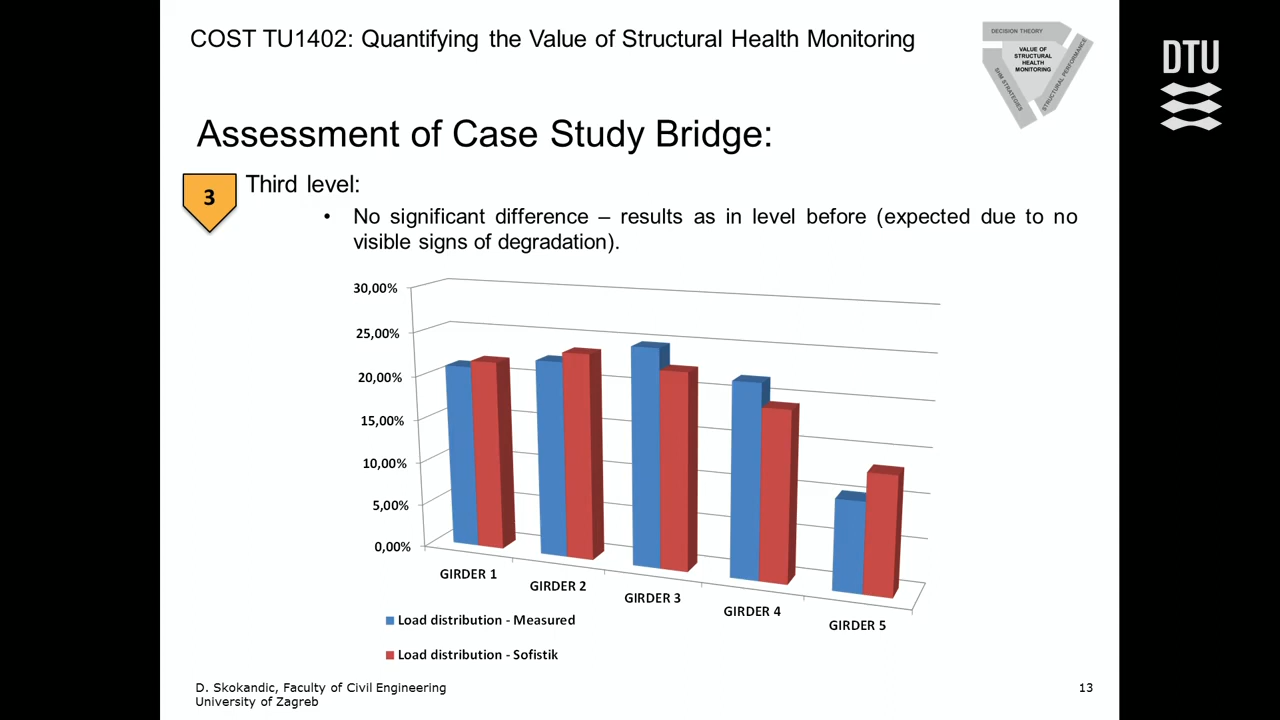 COST TU1402: Quantifying the Value of Structural Health Monitoring
DECISION THEORY
VALUE OF
STRUCTURAL
HEALTH
MONITORING
SHM STRATEGIES
STRUCTURAL PERFORMANCE
DTU
Assessment of Case Study Bridge:
3
Third level:
• No significant difference – results as in level before (expected due to no
visible signs of degradation).
30,00%
25,00%
20,00%
15,00%
10,00%
5,00%
0,00%
GIRDER 1
GIRDER 2
GIRDER 3
GIRDER 4
GIRDER 5
Load distribution - Measured
Load distribution - Sofistik
D. Skokandic, Faculty of Civil Engineering
University of Zagreb
13